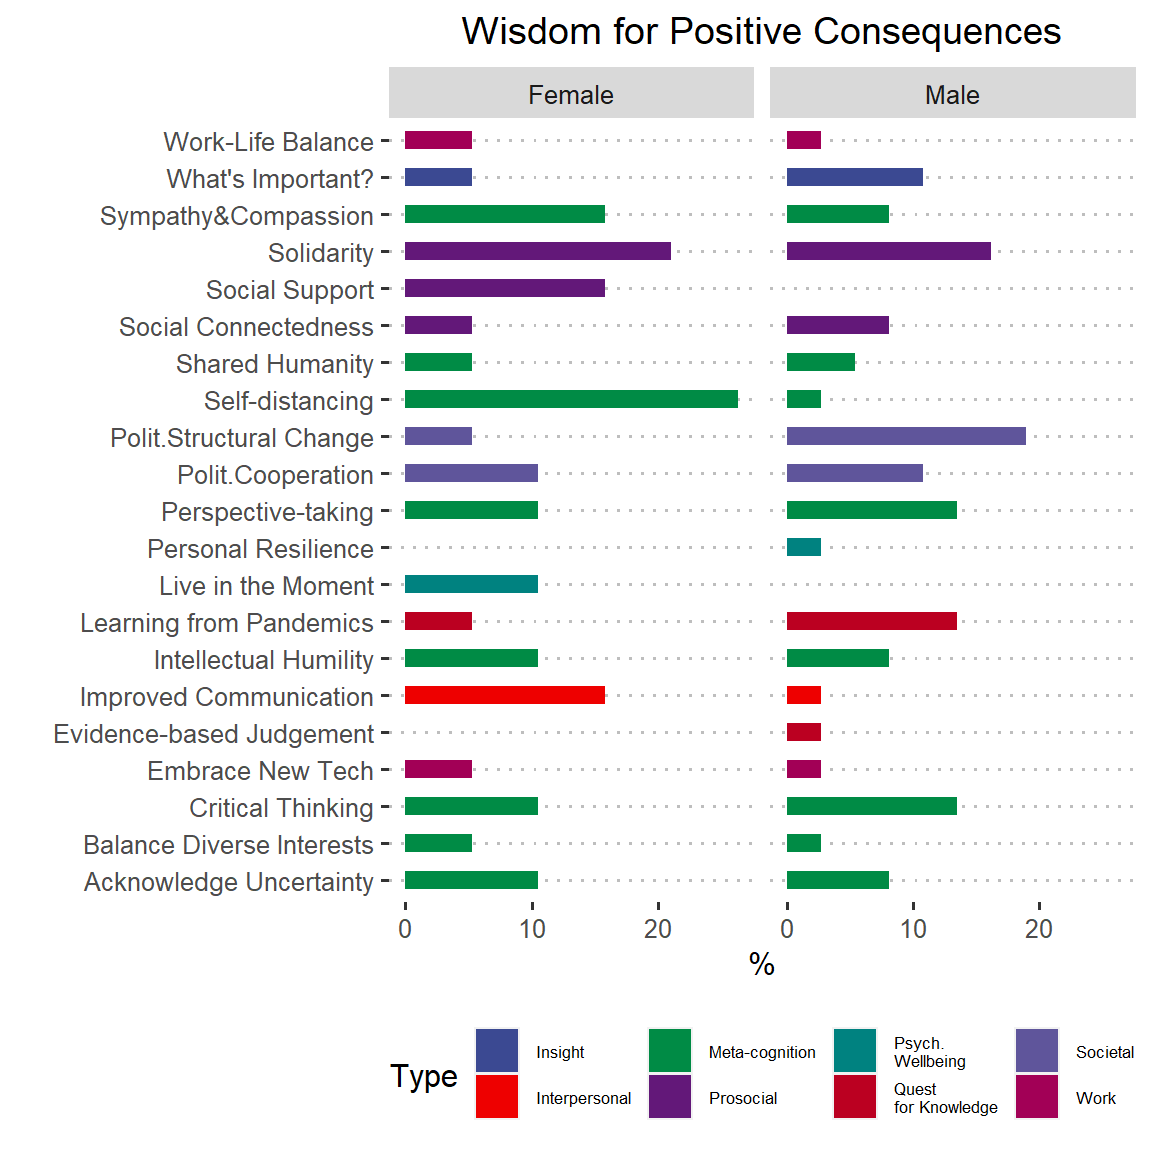 Wisdom for Positive Consequences
Female
Male
Work-Life Balance
What's Important?
Sympathy&Compassion
Solidarity
Social Support
Social Connectedness
Shared Humanity
Self-distancing
Polit.Structural Change
Polit.Cooperation
Perspective-taking
Personal Resilience
Live in the Moment
Learning from Pandemics
Intellectual Humility
Improved Communication
Evidence-based Judgement
Embrace New Tech
Critical Thinking
Balance Diverse Interests
Acknowledge Uncertainty
0 10 20
0 10 20
%
Type
Insight
Interpersonal
Meta-cognition
Prosocial
Psych.
Wellbeing
Quest
for Knowledge
Societal
Work